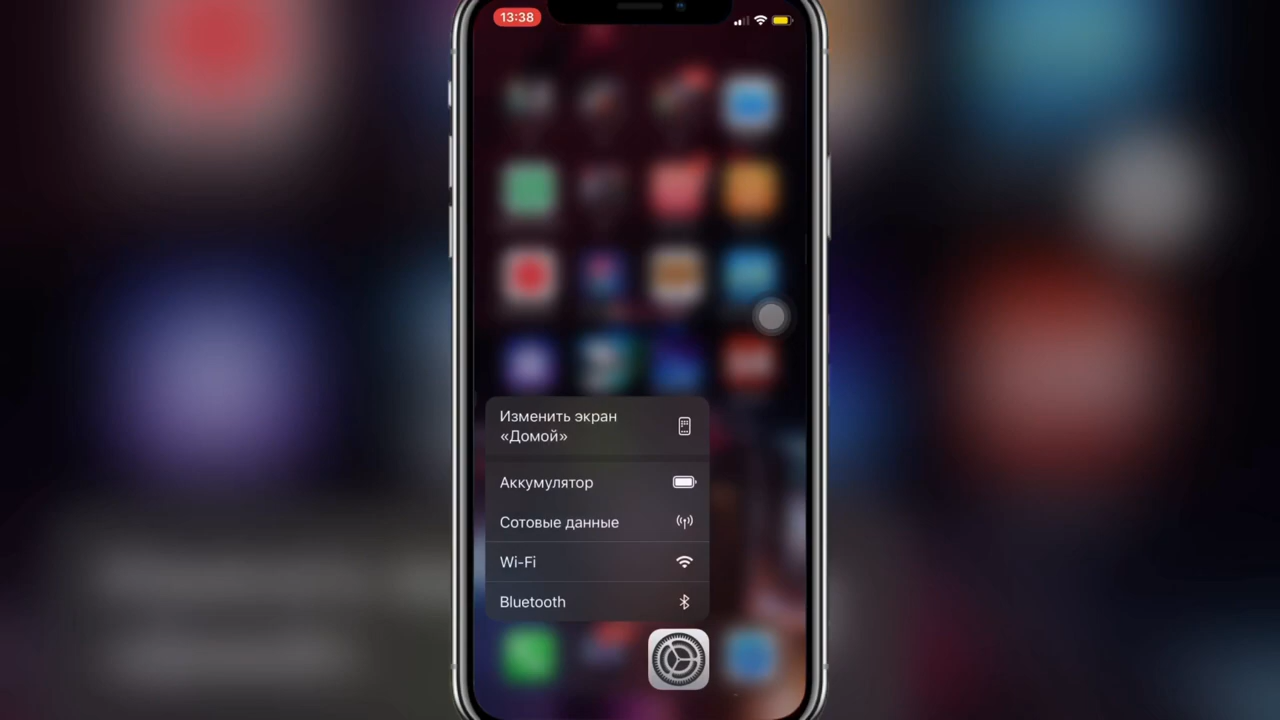 13:38
Изменить экран
«Домой»
Аккумулятор
Сотовые данные
Wi-Fi
Bluetooth